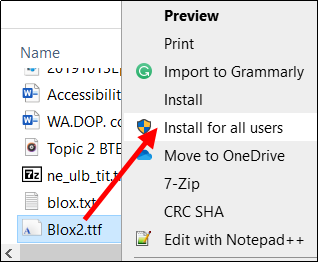 20191013_Ep
Accessibilit
WA.DOP. co
Topic 2 BTE
ne_ulb_tit.t
blox.txt
Blox2.ttf
Preview
Print
Import to Grammarly
Install
Install for all users
Move to OneDrive
7-Zip
CRC SHA
Edit with Notepad++